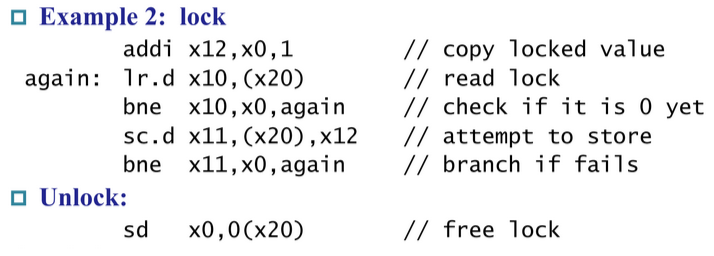 Example 2: lock
addi x12,x0,1 // copy locked value
again: lr.d x10,(x20) // read lock
bne x10,x0,again // check if it is 0 yet
sc.d x11,(x20),x12 // attempt to store
bne x11,x0,again // branch if fails
Unlock:
sd x0,0(x20) // free lock